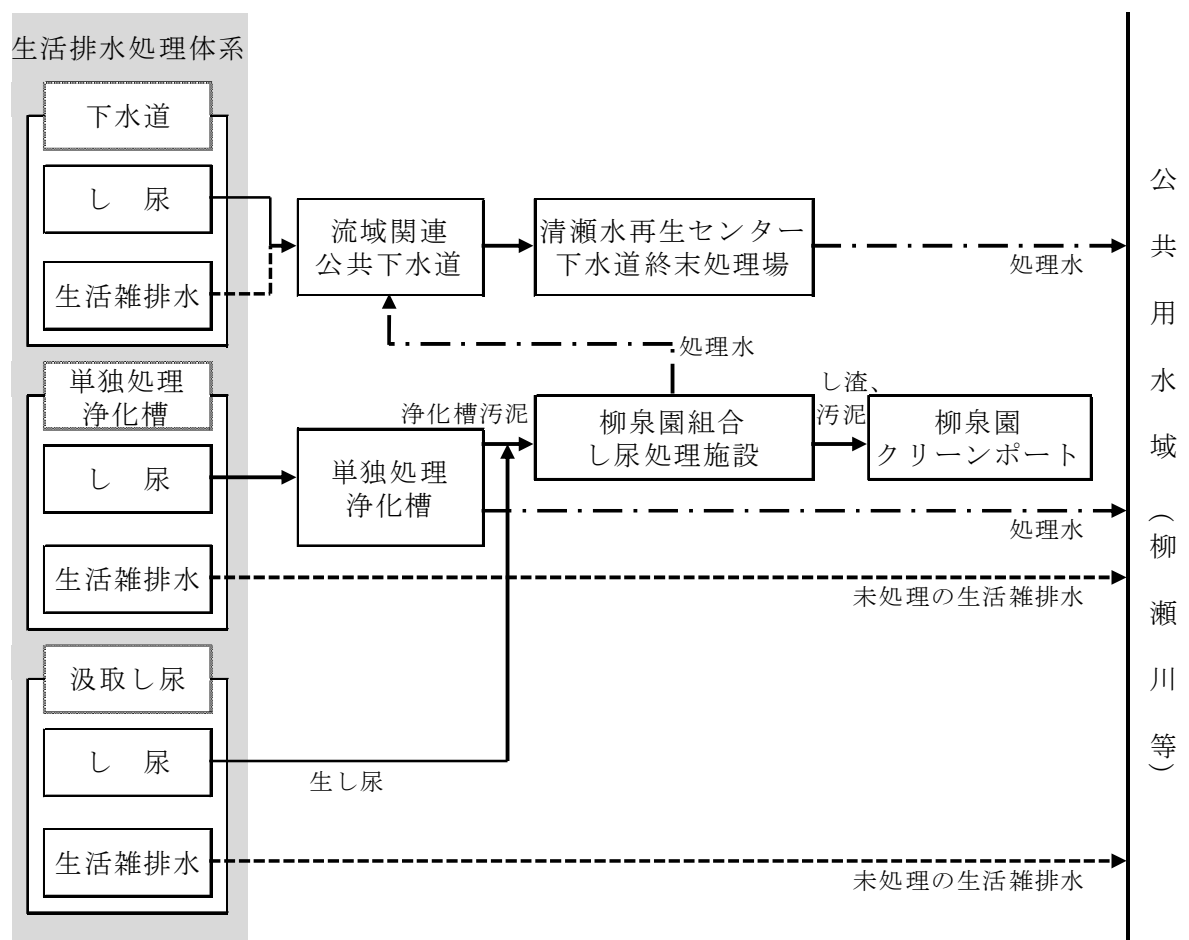 生活排水処理体系
下水道
し 尿
生活雑排水
流域関連
公共下水道
清瀬水再生センター
下水道終末処理場
処理水
処理水
単独処理
浄化槽
し 尿
生活雑排水
単独処理
浄化槽
浄化槽汚泥
柳泉園組合
し尿処理施設
し渣、
汚泥
柳泉園
クリーンポート
処理水
未処理の生活雑排水
汲取し尿
し 尿
生活雑排水
生し尿
未処理の生活雑排水
公共用水域(柳瀬川等)